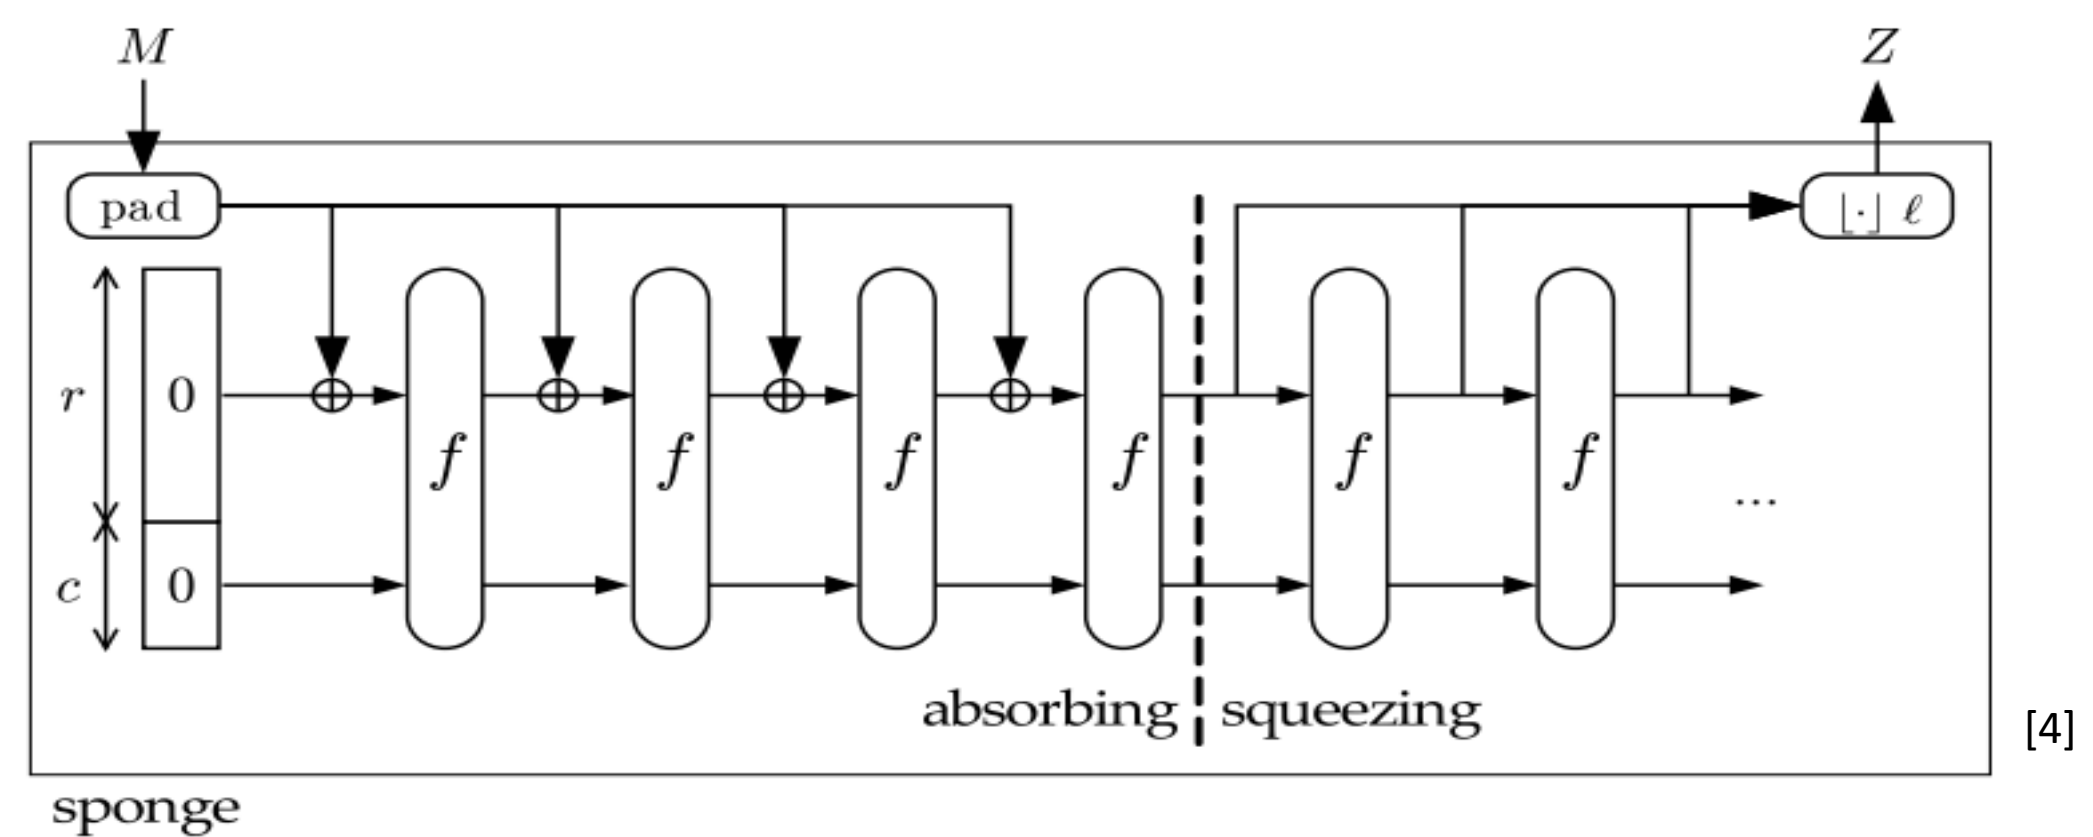 M Z
pad ⌊·⌋ ℓ
r 0 f f f f f f
...
c 0
absorbing squeezing
[4]
sponge